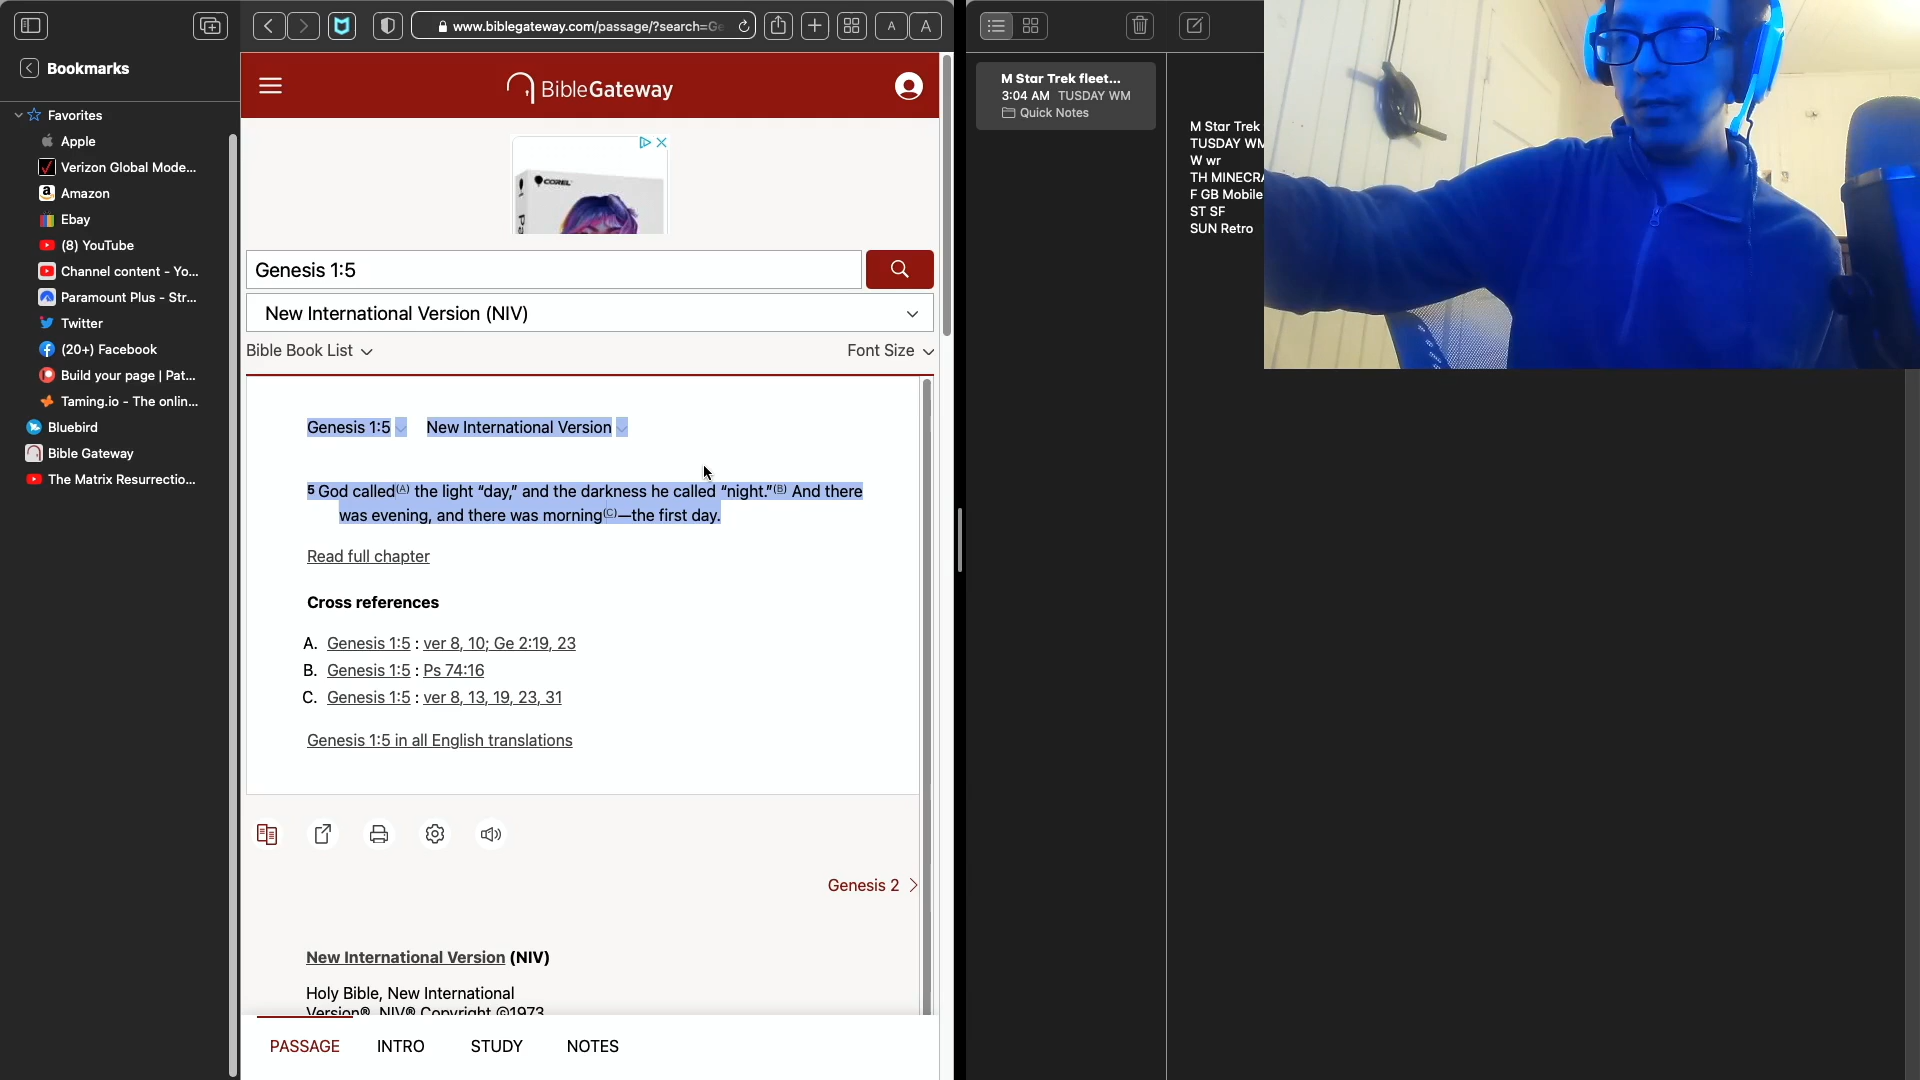 Bookmarks
Favorites
Apple
Verizon Global Mode...
Amazon
Ebay
(8) YouTube
Channel content - Yo...
Paramount Plus - Str...
Twitter
(20+) Facebook
Build your page | Pat...
Taming.io - The onlin...
Bluebird
Bible Gateway
The Matrix Resurrectio...
www.biblegateway.com/passage/?search=Ge
A A
BibleGateway
COREL
Genesis 1:5
New International Version (NIV)
Bible Book List
Font Size
Genesis 1:5 New International Version
5 God called(A) the light “day,” and the darkness he called “night.”(B) And there
was evening, and there was morning(C)—the first day.
Read full chapter
Cross references
A. Genesis 1:5 : ver 8, 10; Ge 2:19, 23
B. Genesis 1:5 : Ps 74:16
C. Genesis 1:5 : ver 8, 13, 19, 23, 31
Genesis 1:5 in all English translations
Genesis 2
New International Version (NIV)
Holy Bible, New International
Version®, NIV® Copyright ©1973
PASSAGE INTRO STUDY NOTES
M Star Trek fleet...
3:04 AM TUSDAY WM
Quick Notes
M Star Trek
TUSDAY WM
W wr
TH MINECRA
F GB Mobile
ST SF
SUN Retro